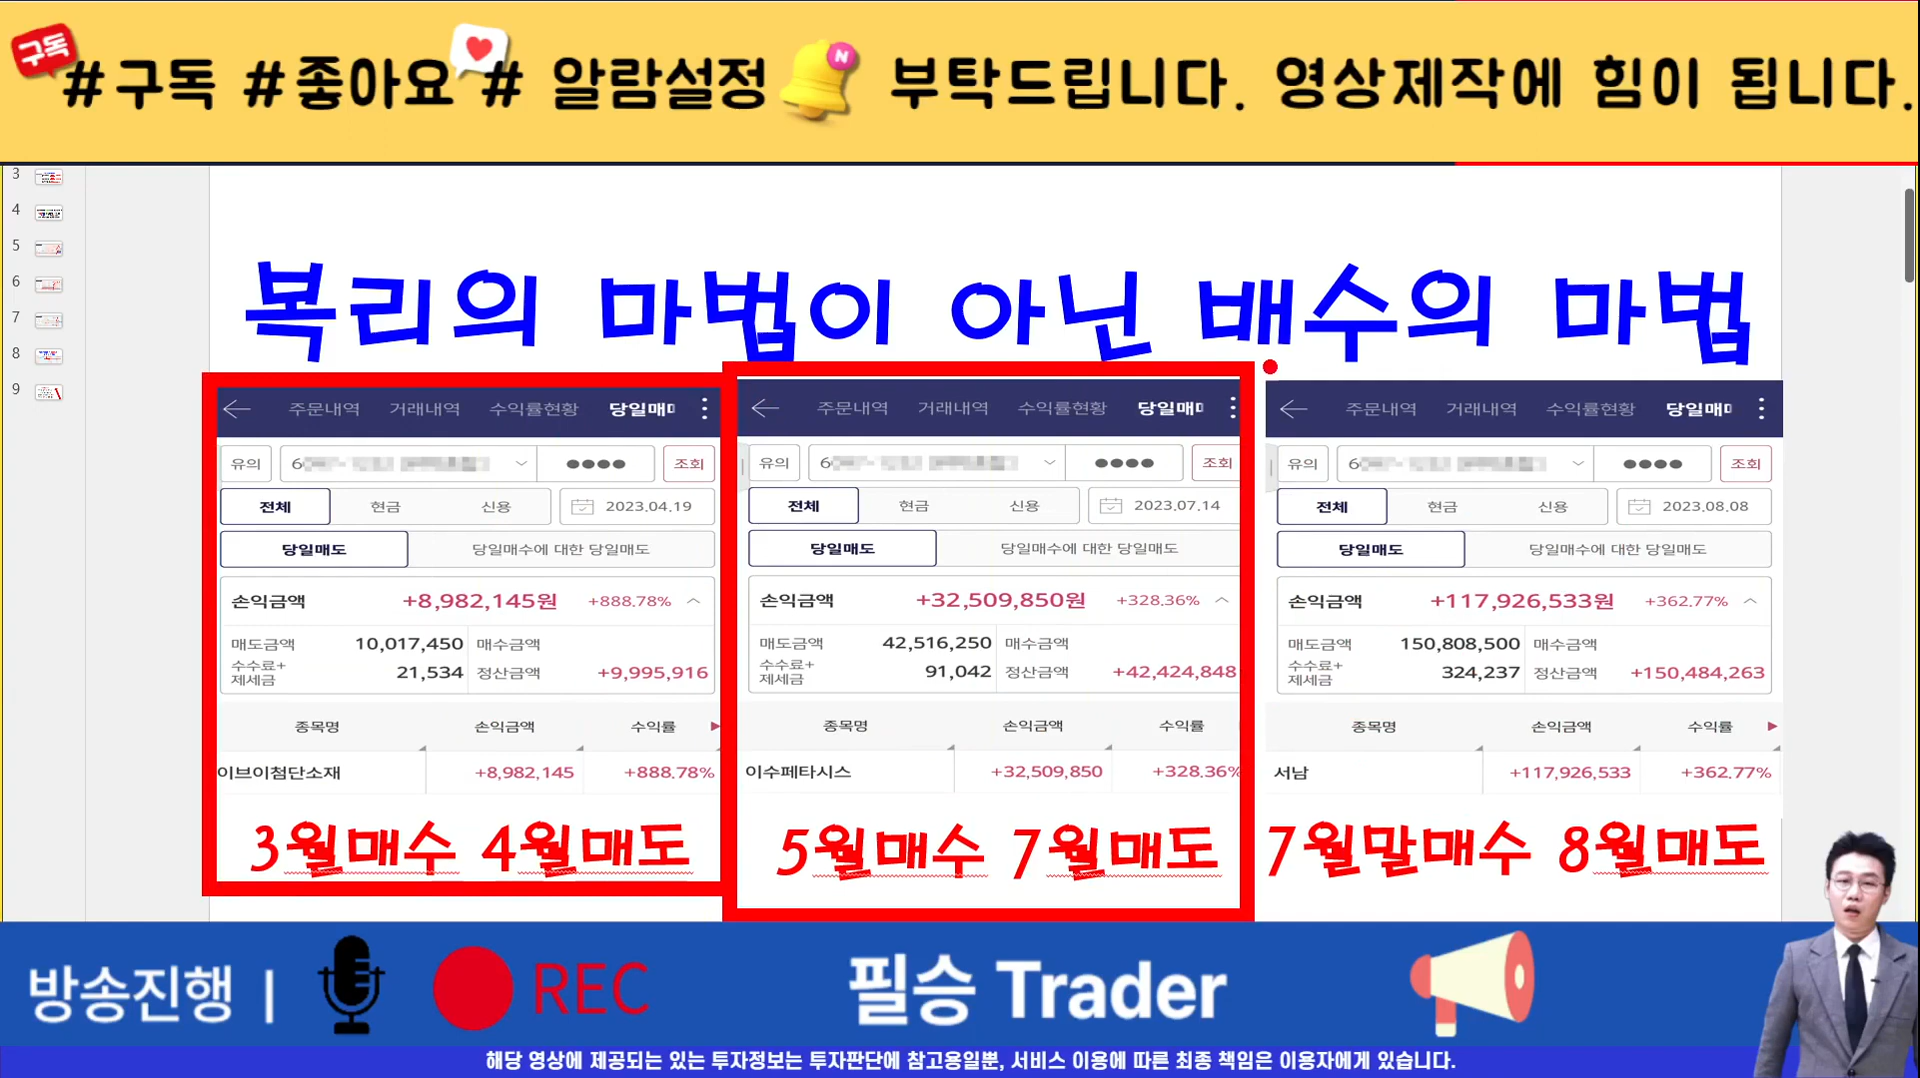 구독
#구독 #좋아요 # 알람설정 N 부탁드립니다. 영상제작에 힘이 됩니다.
3
4
5
6
7
8
9
복리의 마법이 아닌 배수의 마법
주문내역 거래내역 수익률현황 당일매매
유의 6 ●●●● 조회
전체 현금 신용 2023.04.19
당일매도 당일매수에 대한 당일매도
손익금액 +8,982,145원 +888.78%
매도금액 10,017,450 매수금액
수수료+
제세금 21,534 정산금액 +9,995,916
종목명 손익금액 수익률
이브이첨단소재 +8,982,145 +888.78%
3월매수 4월매도
주문내역 거래내역 수익률현황 당일매매
유의 6 ●●●● 조회
전체 현금 신용 2023.07.14
당일매도 당일매수에 대한 당일매도
손익금액 +32,509,850원 +328.36%
매도금액 42,516,250 매수금액
수수료+
제세금 91,042 정산금액 +42,424,848
종목명 손익금액 수익률
이수페타시스 +32,509,850 +328.36%
5월매수 7월매도
주문내역 거래내역 수익률현황 당일매매
유의 6 ●●●● 조회
전체 현금 신용 2023.08.08
당일매도 당일매수에 대한 당일매도
손익금액 +117,926,533원 +362.77%
매도금액 150,808,500 매수금액
수수료+
제세금 324,237 정산금액 +150,484,263
종목명 손익금액 수익률
서남 +117,926,533 +362.77%
7월말매수 8월매도
방송진행 | REC 필승 Trader
해당 영상에 제공되는 있는 투자정보는 투자판단에 참고용일뿐, 서비스 이용에 따른 최종 책임은 이용자에게 있습니다.